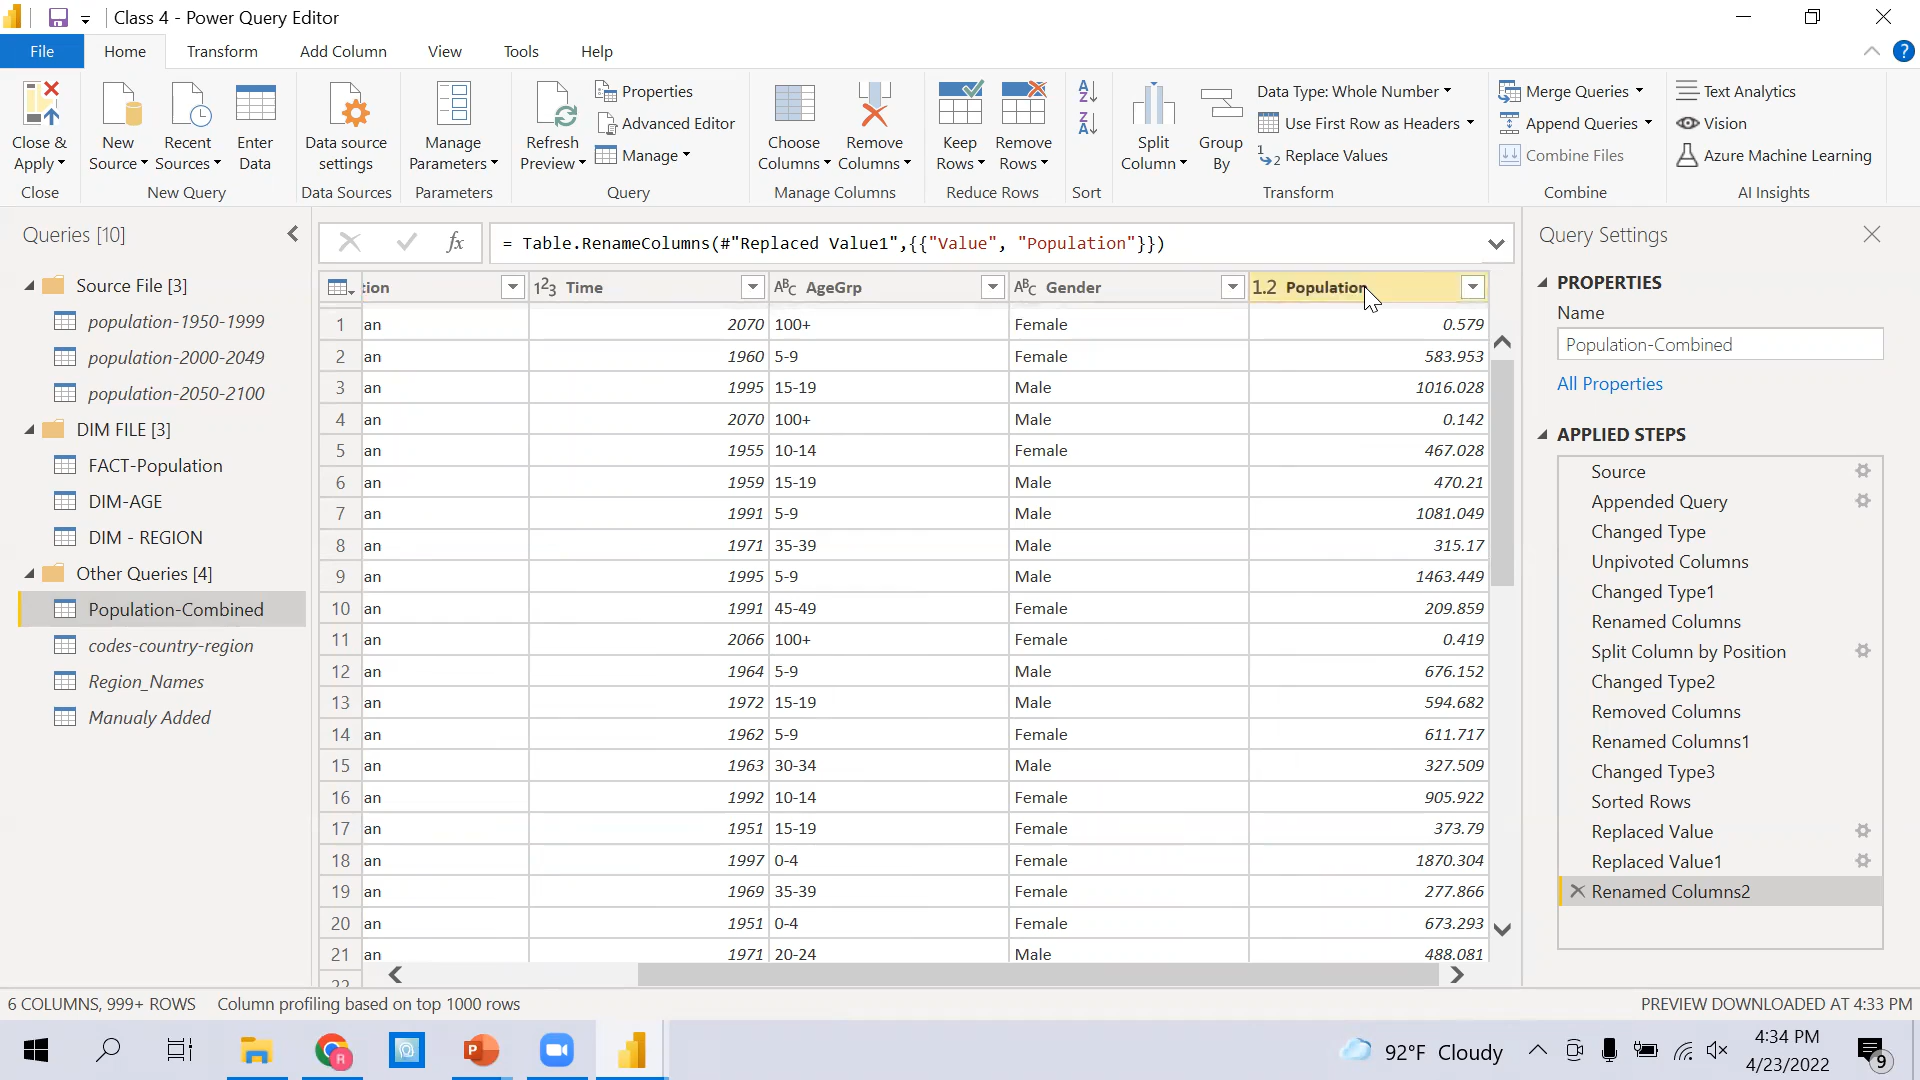 Class 4 - Power Query Editor
File
Home
Transform
Add Column
View
Tools
Help
Close & Apply
New Source
Recent Sources
Enter Data
Data source settings
Manage Parameters
Refresh Preview
Properties
Advanced Editor
Manage
Choose Columns
Remove Columns
Keep Rows
Remove Rows
Split Column
Group By
Data Type: Whole Number
Use First Row as Headers
Replace Values
Merge Queries
Append Queries
Combine Files
Text Analytics
Vision
Azure Machine Learning
Close
New Query
Data Sources
Parameters
Query
Manage Columns
Reduce Rows
Sort
Transform
Combine
AI Insights
Queries [10]
Source File [3]
population-1950-1999
population-2000-2049
population-2050-2100
DIM FILE [3]
FACT-Population
DIM-AGE
DIM - REGION
Other Queries [4]
Population-Combined
codes-country-region
Region_Names
Manualy Added
fx
= Table.RenameColumns(#"Replaced Value1",{{"Value", "Population"}})
tion 123 Time ABC AgeGrp ABC Gender 1.2 Population
1 an 2070 100+ Female 0.579
2 an 1960 5-9 Female 583.953
3 an 1995 15-19 Male 1016.028
4 an 2070 100+ Male 0.142
5 an 1955 10-14 Female 467.028
6 an 1959 15-19 Male 470.21
7 an 1991 5-9 Male 1081.049
8 an 1971 35-39 Male 315.17
9 an 1995 5-9 Male 1463.449
10 an 1991 45-49 Female 209.859
11 an 2066 100+ Female 0.419
12 an 1964 5-9 Male 676.152
13 an 1972 15-19 Male 594.682
14 an 1962 5-9 Female 611.717
15 an 1963 30-34 Male 327.509
16 an 1992 10-14 Female 905.922
17 an 1951 15-19 Female 373.79
18 an 1997 0-4 Female 1870.304
19 an 1969 35-39 Female 277.866
20 an 1951 0-4 Female 673.293
21 an 1971 20-24 Male 488.081
22
Query Settings
PROPERTIES
Name
Population-Combined
All Properties
APPLIED STEPS
Source
Appended Query
Changed Type
Unpivoted Columns
Changed Type1
Renamed Columns
Split Column by Position
Changed Type2
Removed Columns
Renamed Columns1
Changed Type3
Sorted Rows
Replaced Value
Replaced Value1
Renamed Columns2
6 COLUMNS, 999+ ROWS
Column profiling based on top 1000 rows
PREVIEW DOWNLOADED AT 4:33 PM
92°F Cloudy
4:34 PM
4/23/2022
9